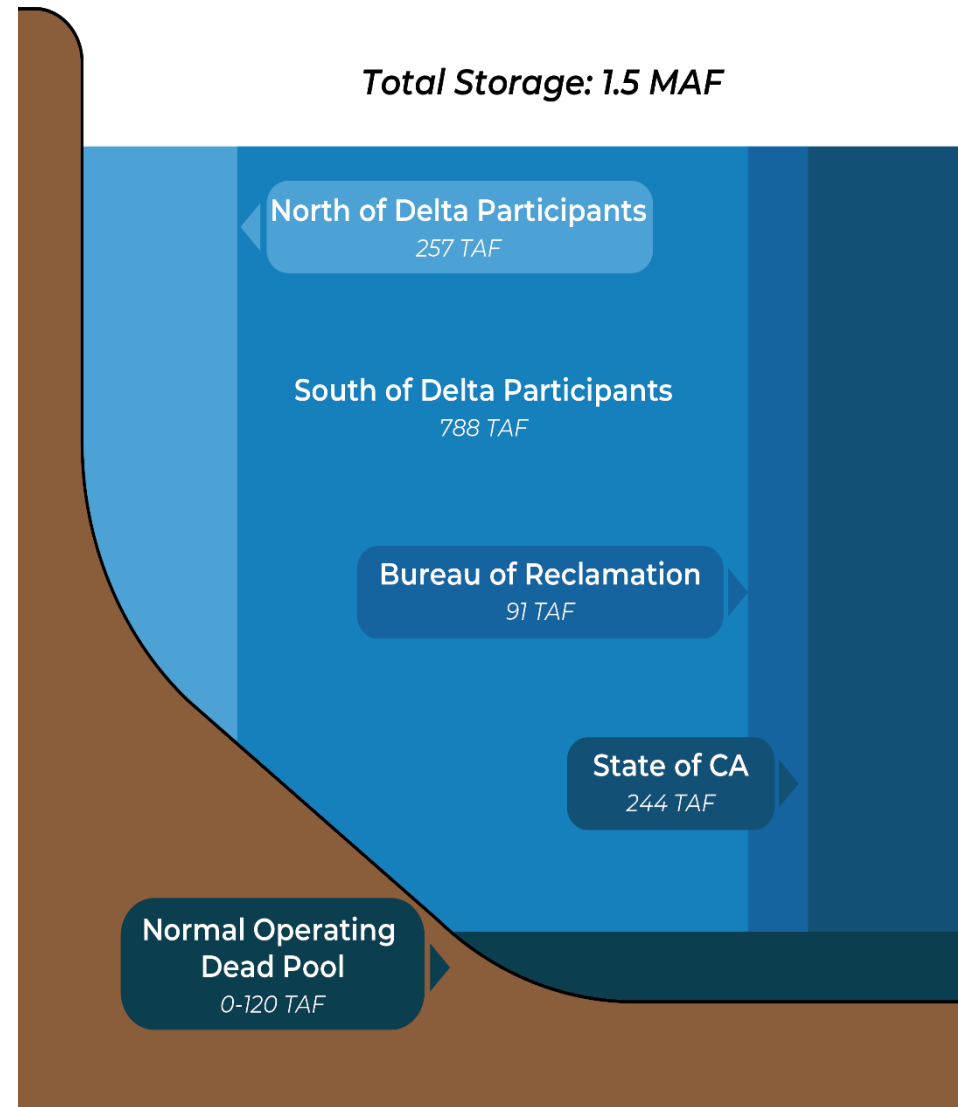 Total Storage: 1.5 MAF
North of Delta Participants
257 TAF
South of Delta Participants
788 TAF
Bureau of Reclamation
91 TAF
State of CA
244 TAF
Normal Operating
Dead Pool
0-120 TAF